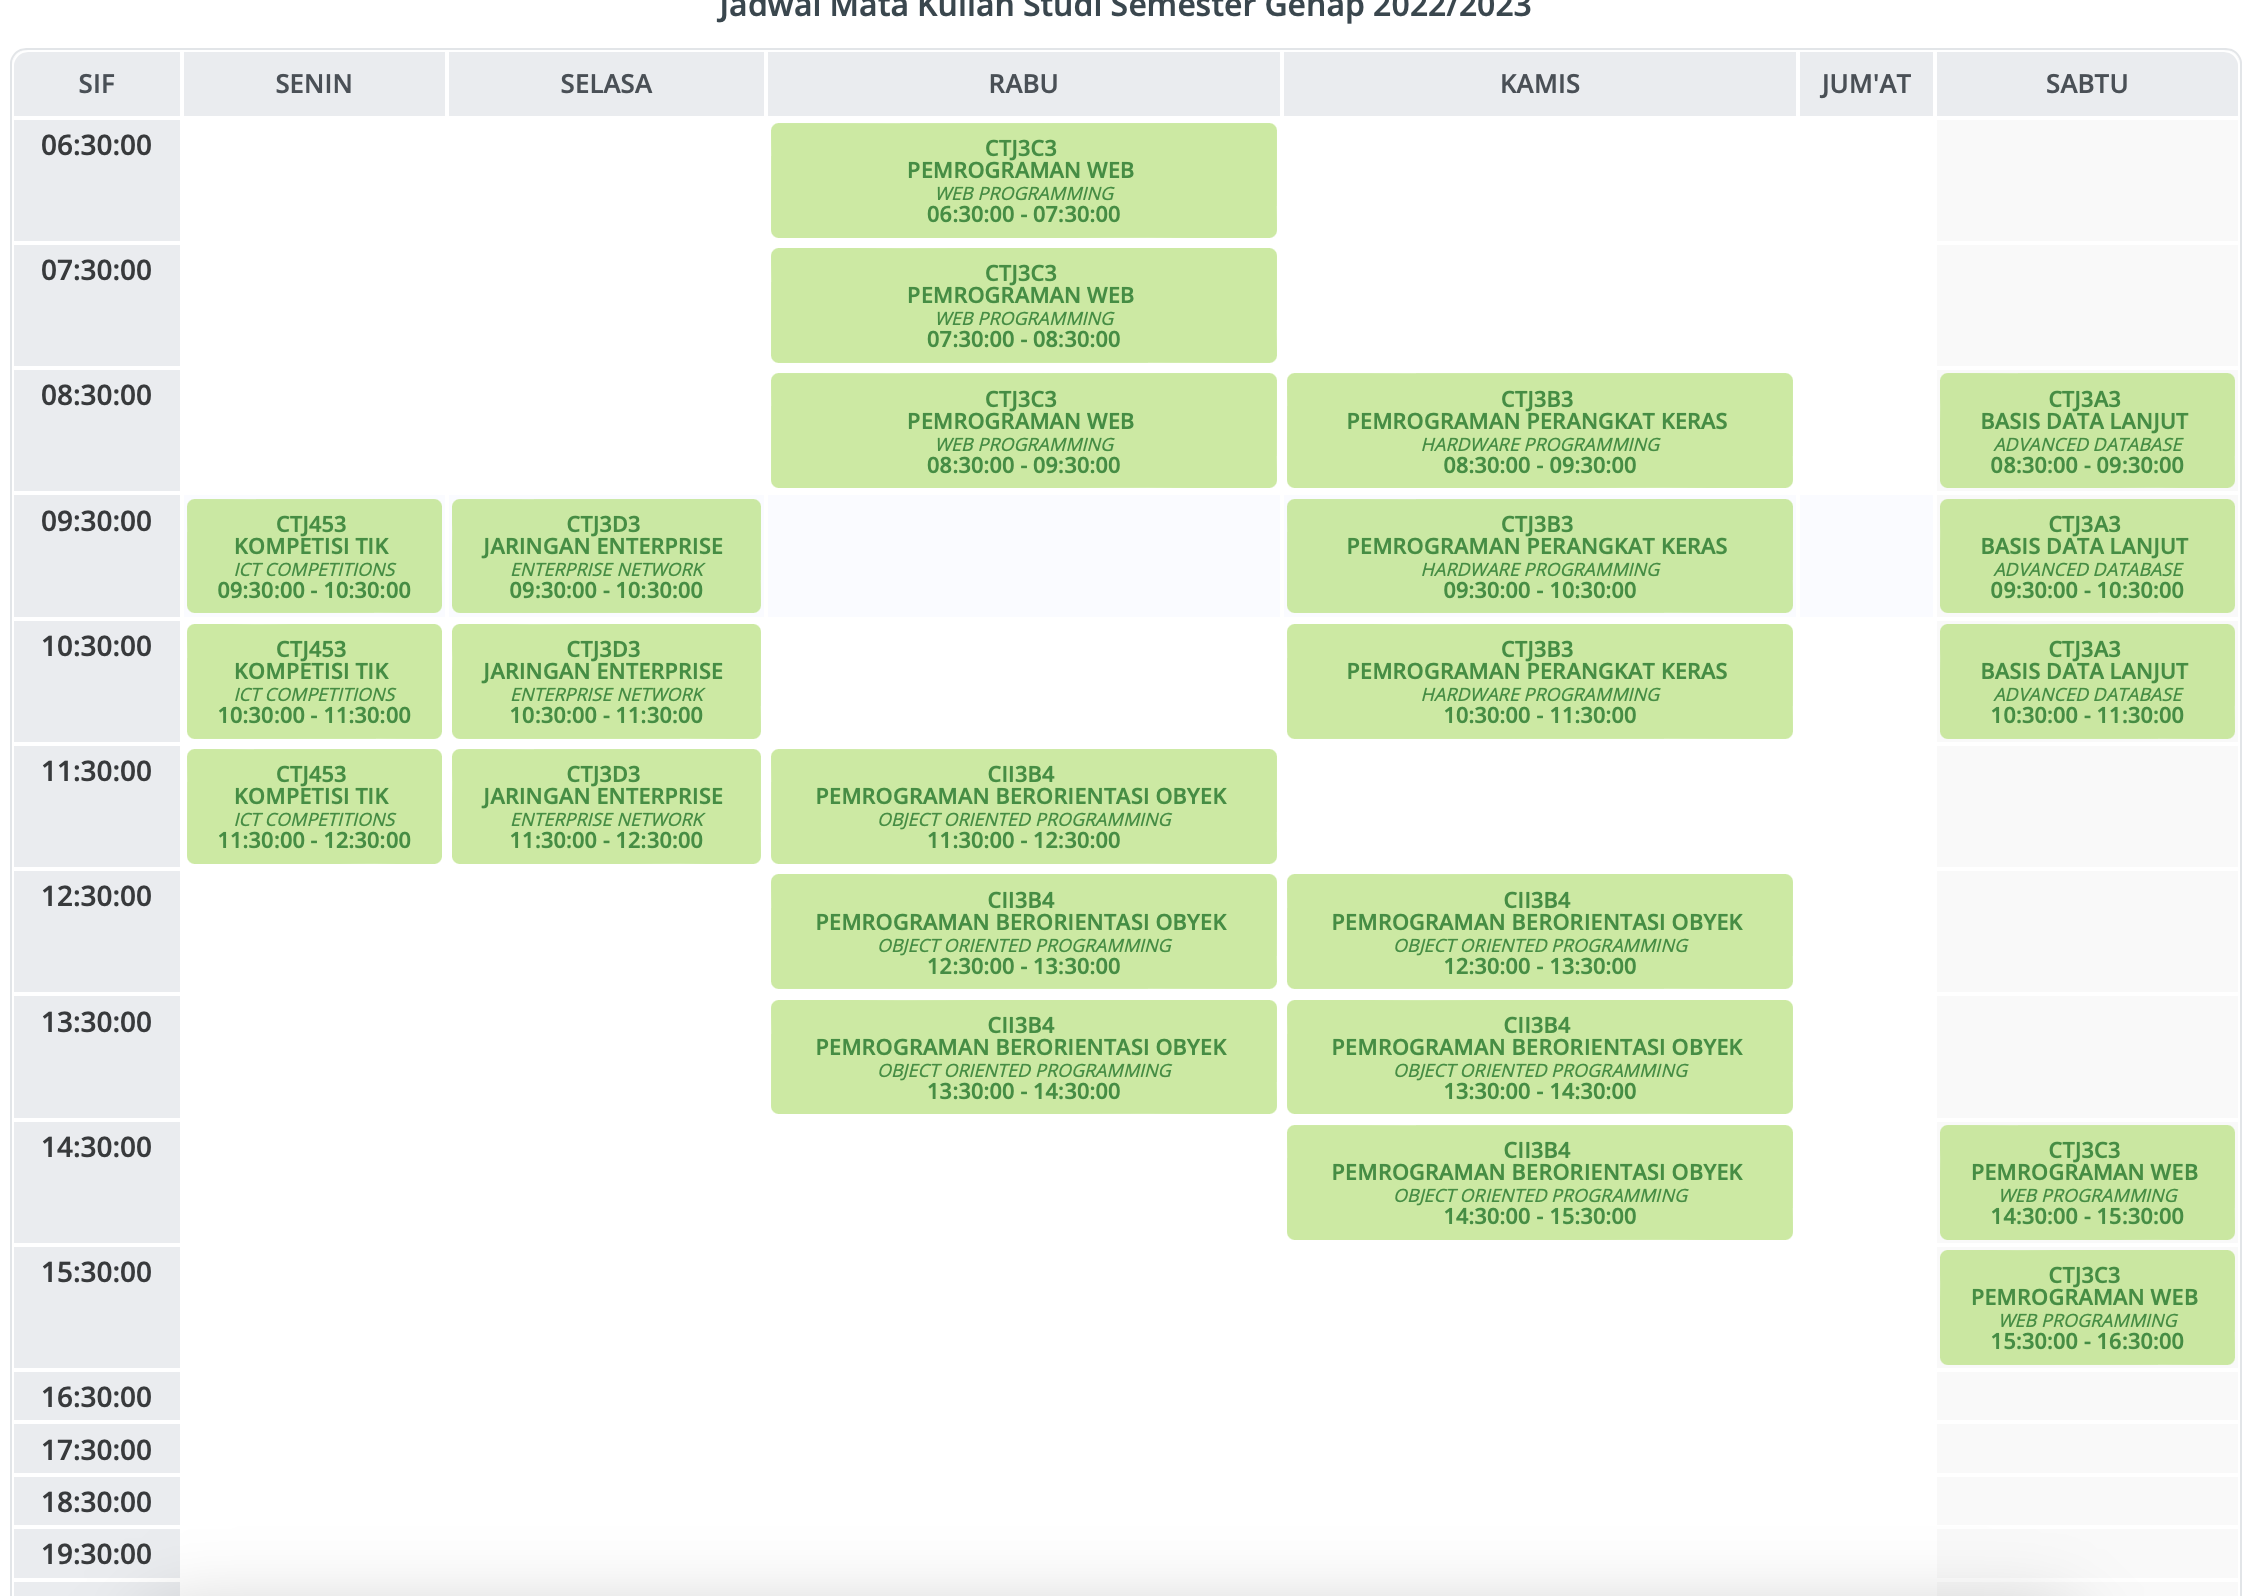 Jadwal Mata Kuliah Studi Semester Genap 2022/2023
SIF SENIN SELASA RABU KAMIS JUM'AT SABTU
06:30:00
CTJ3C3
PEMROGRAMAN WEB
WEB PROGRAMMING
06:30:00 - 07:30:00
07:30:00
CTJ3C3
PEMROGRAMAN WEB
WEB PROGRAMMING
07:30:00 - 08:30:00
08:30:00
CTJ3C3
PEMROGRAMAN WEB
WEB PROGRAMMING
08:30:00 - 09:30:00
CTJ3B3
PEMROGRAMAN PERANGKAT KERAS
HARDWARE PROGRAMMING
08:30:00 - 09:30:00
CTJ3A3
BASIS DATA LANJUT
ADVANCED DATABASE
08:30:00 - 09:30:00
09:30:00
CTJ453
KOMPETISI TIK
ICT COMPETITIONS
09:30:00 - 10:30:00
CTJ3D3
JARINGAN ENTERPRISE
ENTERPRISE NETWORK
09:30:00 - 10:30:00
CTJ3B3
PEMROGRAMAN PERANGKAT KERAS
HARDWARE PROGRAMMING
09:30:00 - 10:30:00
CTJ3A3
BASIS DATA LANJUT
ADVANCED DATABASE
09:30:00 - 10:30:00
10:30:00
CTJ453
KOMPETISI TIK
ICT COMPETITIONS
10:30:00 - 11:30:00
CTJ3D3
JARINGAN ENTERPRISE
ENTERPRISE NETWORK
10:30:00 - 11:30:00
CTJ3B3
PEMROGRAMAN PERANGKAT KERAS
HARDWARE PROGRAMMING
10:30:00 - 11:30:00
CTJ3A3
BASIS DATA LANJUT
ADVANCED DATABASE
10:30:00 - 11:30:00
11:30:00
CTJ453
KOMPETISI TIK
ICT COMPETITIONS
11:30:00 - 12:30:00
CTJ3D3
JARINGAN ENTERPRISE
ENTERPRISE NETWORK
11:30:00 - 12:30:00
CII3B4
PEMROGRAMAN BERORIENTASI OBYEK
OBJECT ORIENTED PROGRAMMING
11:30:00 - 12:30:00
12:30:00
CII3B4
PEMROGRAMAN BERORIENTASI OBYEK
OBJECT ORIENTED PROGRAMMING
12:30:00 - 13:30:00
CII3B4
PEMROGRAMAN BERORIENTASI OBYEK
OBJECT ORIENTED PROGRAMMING
12:30:00 - 13:30:00
13:30:00
CII3B4
PEMROGRAMAN BERORIENTASI OBYEK
OBJECT ORIENTED PROGRAMMING
13:30:00 - 14:30:00
CII3B4
PEMROGRAMAN BERORIENTASI OBYEK
OBJECT ORIENTED PROGRAMMING
13:30:00 - 14:30:00
14:30:00
CII3B4
PEMROGRAMAN BERORIENTASI OBYEK
OBJECT ORIENTED PROGRAMMING
14:30:00 - 15:30:00
CTJ3C3
PEMROGRAMAN WEB
WEB PROGRAMMING
14:30:00 - 15:30:00
15:30:00
CTJ3C3
PEMROGRAMAN WEB
WEB PROGRAMMING
15:30:00 - 16:30:00
16:30:00
17:30:00
18:30:00
19:30:00